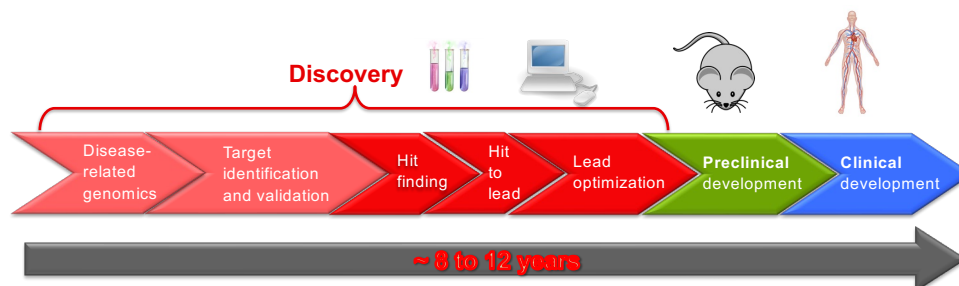 Discovery
Disease-
related
genomics
Target
identification
and validation
Hit
finding
Hit
to
lead
Lead
optimization
Preclinical
development
Clinical
development
~ 8 to 12 years